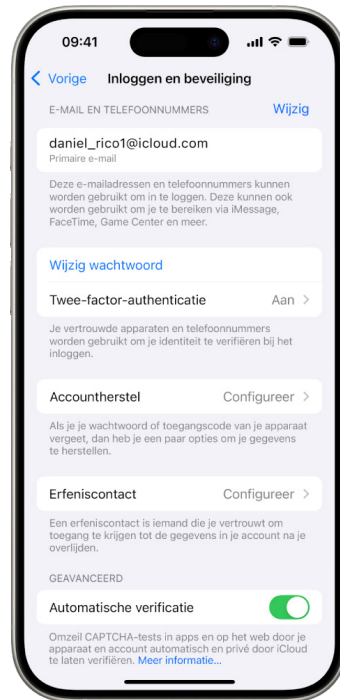 09:41
Vorige Inloggen en beveiliging
E-MAIL EN TELEFOONNUMMERS Wijzig
daniel_rico1@icloud.com
Primaire e-mail
Deze e-mailadressen en telefoonnummers kunnen
worden gebruikt om in te loggen. Deze kunnen ook
worden gebruikt om je te bereiken via iMessage,
FaceTime, Game Center en meer.
Wijzig wachtwoord
Twee-factor-authenticatie Aan
Je vertrouwde apparaten en telefoonnummers
worden gebruikt om je identiteit te verifiëren bij het
inloggen.
Accountherstel Configureer
Als je je wachtwoord of toegangscode van je apparaat
vergeet, dan heb je een paar opties om je gegevens
te herstellen.
Erfeniscontact Configureer
Een erfeniscontact is iemand die je vertrouwt om
toegang te krijgen tot de gegevens in je account na je
overlijden.
GEAVANCEERD
Automatische verificatie
Omzeil CAPTCHA-tests in apps en op het web door je
apparaat en account automatisch en privé door iCloud
te laten verifiëren. Meer informatie...